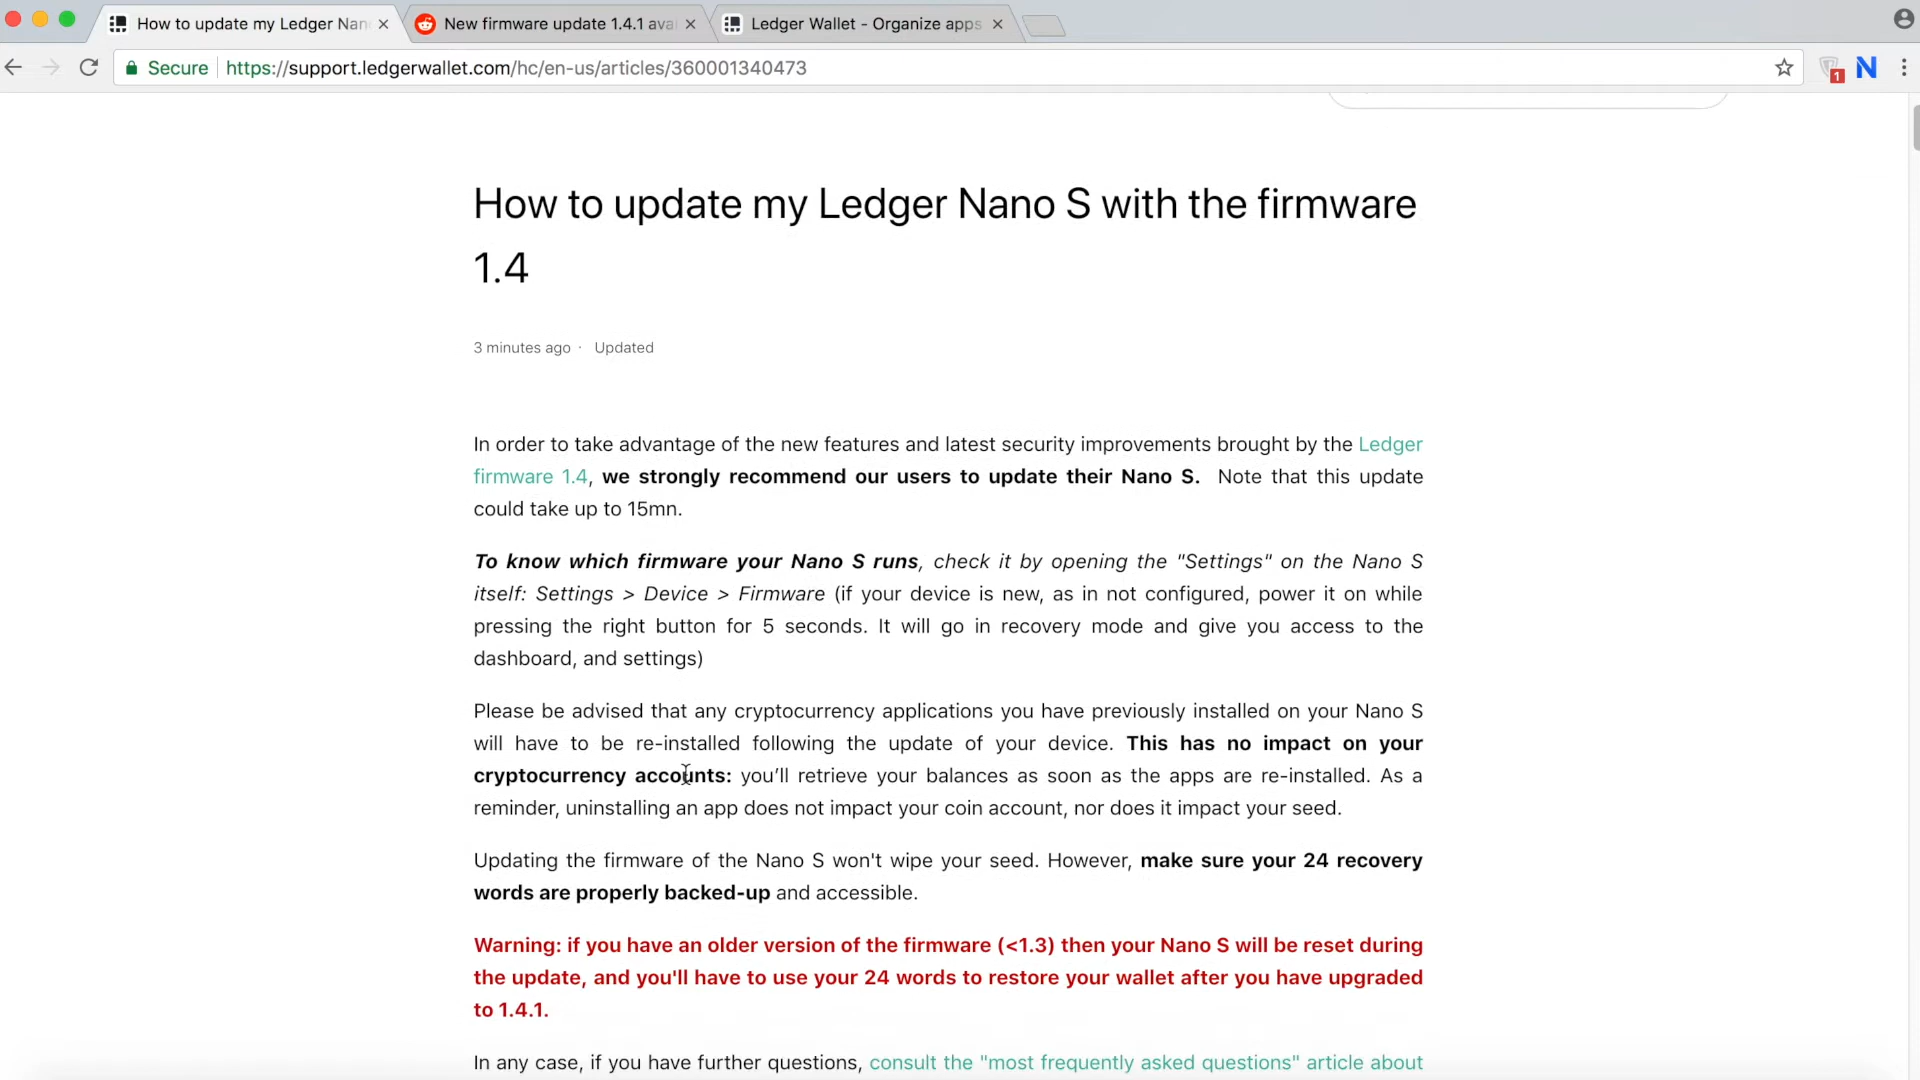 How to update my Ledger Nan
New firmware update 1.4.1 ava
Ledger Wallet - Organize apps
Secure
https://support.ledgerwallet.com/hc/en-us/articles/360001340473
1
N
How to update my Ledger Nano S with the firmware
1.4
3 minutes ago · Updated
In order to take advantage of the new features and latest security improvements brought by the Ledger
firmware 1.4, we strongly recommend our users to update their Nano S. Note that this update
could take up to 15mn.
To know which firmware your Nano S runs, check it by opening the "Settings" on the Nano S
itself: Settings > Device > Firmware (if your device is new, as in not configured, power it on while
pressing the right button for 5 seconds. It will go in recovery mode and give you access to the
dashboard, and settings)
Please be advised that any cryptocurrency applications you have previously installed on your Nano S
will have to be re-installed following the update of your device. This has no impact on your
cryptocurrency accounts: you’ll retrieve your balances as soon as the apps are re-installed. As a
reminder, uninstalling an app does not impact your coin account, nor does it impact your seed.
Updating the firmware of the Nano S won't wipe your seed. However, make sure your 24 recovery
words are properly backed-up and accessible.
Warning: if you have an older version of the firmware (<1.3) then your Nano S will be reset during
the update, and you'll have to use your 24 words to restore your wallet after you have upgraded
to 1.4.1.
In any case, if you have further questions, consult the "most frequently asked questions" article about